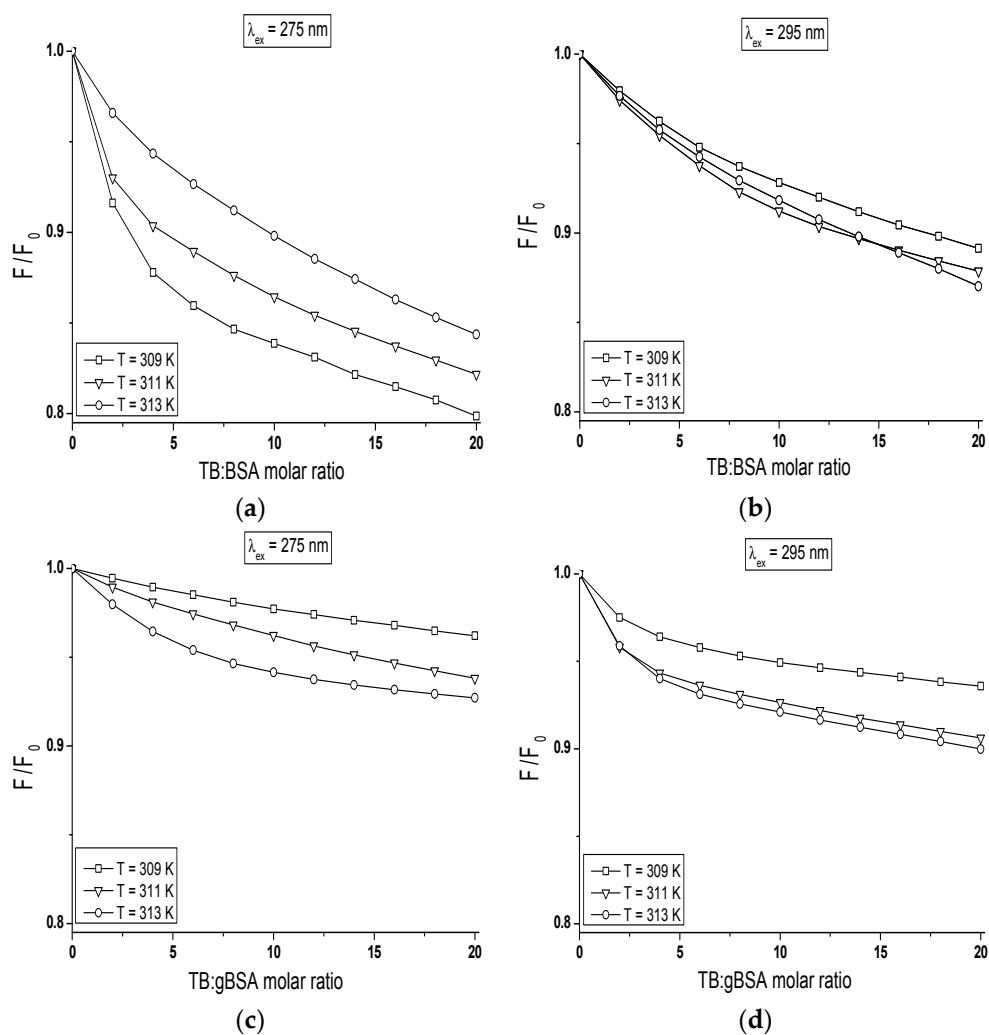 λex = 275 nm
1.0
0.9
0.8
F/F0
T = 309 K
T = 311 K
T = 313 K
0 5 10 15 20
TB:BSA molar ratio
(a)
λex = 295 nm
1.0
0.9
0.8
F/F0
T = 309 K
T = 311 K
T = 313 K
0 5 10 15 20
TB:BSA molar ratio
(b)
λex = 275 nm
1.0
0.9
0.8
F/F0
T = 309 K
T = 311 K
T = 313 K
0 5 10 15 20
TB:gBSA molar ratio
(c)
λex = 295 nm
1.0
0.9
0.8
F/F0
T = 309 K
T = 311 K
T = 313 K
0 5 10 15 20
TB:gBSA molar ratio
(d)